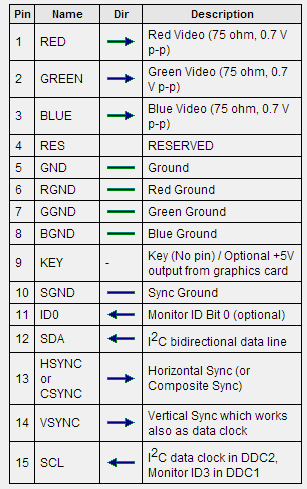 Pin Name Dir Description
1 RED Red Video (75 ohm, 0.7 V
p-p)
2 GREEN Green Video (75 ohm, 0.7
V p-p)
3 BLUE Blue Video (75 ohm, 0.7 V
p-p)
4 RES RESERVED
5 GND Ground
6 RGND Red Ground
7 GGND Green Ground
8 BGND Blue Ground
9 KEY - Key (No pin) / Optional +5V
output from graphics card
10 SGND Sync Ground
11 ID0 Monitor ID Bit 0 (optional)
12 SDA I2C bidirectional data line
13 HSYNC
or
CSYNC
Horizontal Sync (or
Composite Sync)
14 VSYNC Vertical Sync which works
also as data clock
15 SCL I2C data clock in DDC2,
Monitor ID3 in DDC1